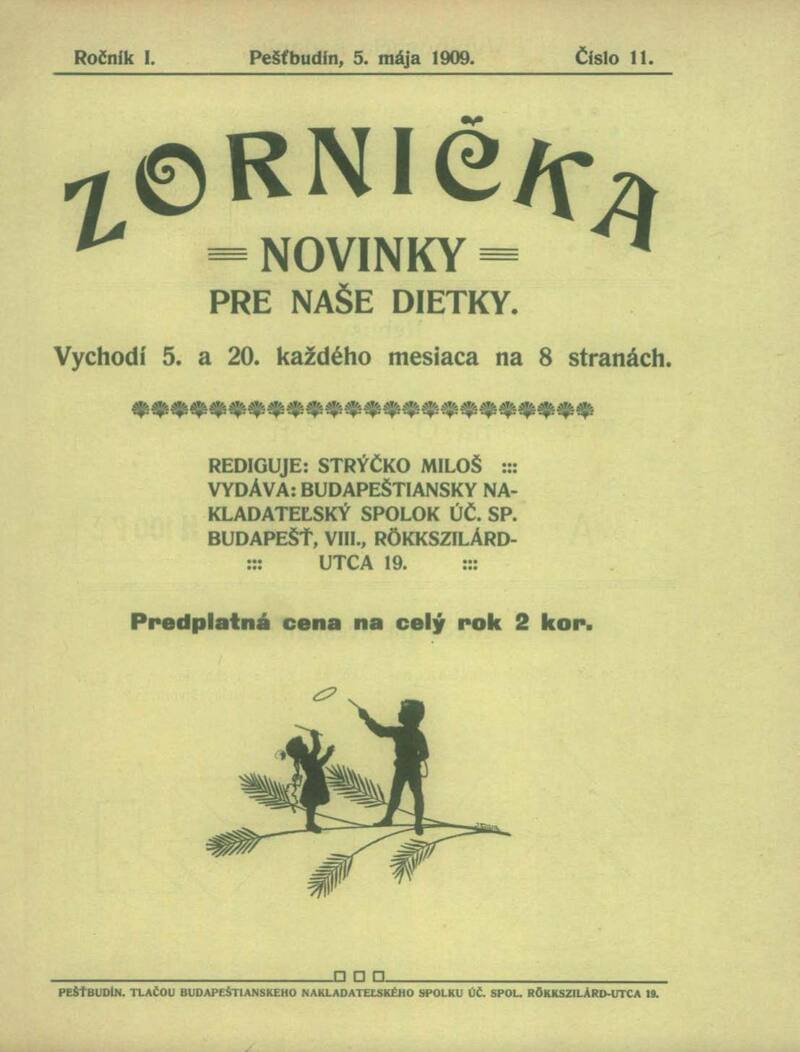 Ročník I. Pešťbudín, 5. mája 1909. Číslo 11.
ZORNIČKA
NOVINKY
PRE NAŠE DIETKY.
Vychodí 5. a 20. každého mesiaca na 8 stranách.
REDIGUJE: STRÝČKO MILOŠ :::
VYDÁVA: BUDAPEŠTIANSKY NA-
KLADATEĽSKÝ SPOLOK ÚČ. SP.
BUDAPEŠŤ, VIII., RÖKKSZILÁRD-
::: UTCA 19. :::
Predplatná cena na celý rok 2 kor.
PEŠŤBUDÍN. TLAČOU BUDAPEŠTIANSKEHO NAKLADATEĽSKÉHO SPOLKU ÚČ. SPOL. RÖKKSZILÁRD-UTCA 19.